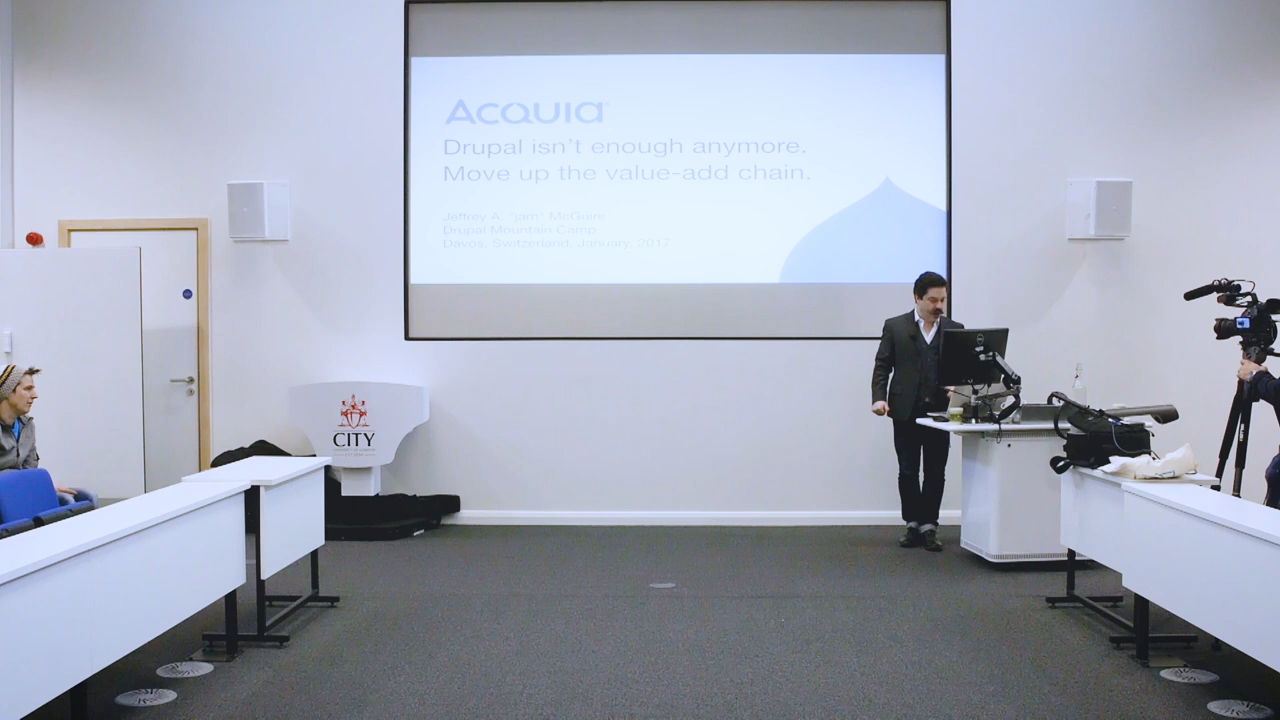 Acquia
Drupal isn't enough anymore.
Move up the value-add chain.
Jeffrey A. "jam" McGuire
Drupal Mountain Camp
Davos, Switzerland, January, 2017
CITY